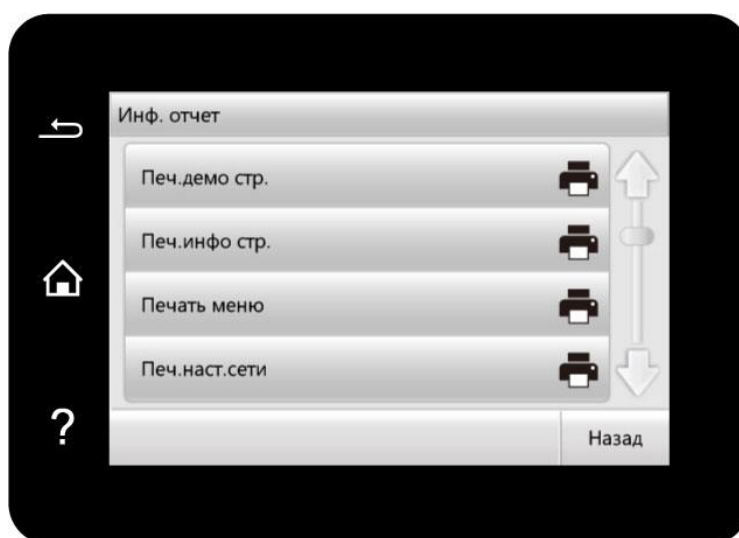 Инф. отчет
Печ.демо стр.
Печ.инфо стр.
Печать меню
Печ.наст.сети
?
Назад